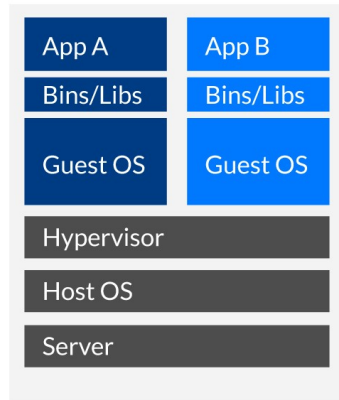 App A App B
Bins/Libs Bins/Libs
Guest OS Guest OS
Hypervisor
Host OS
Server